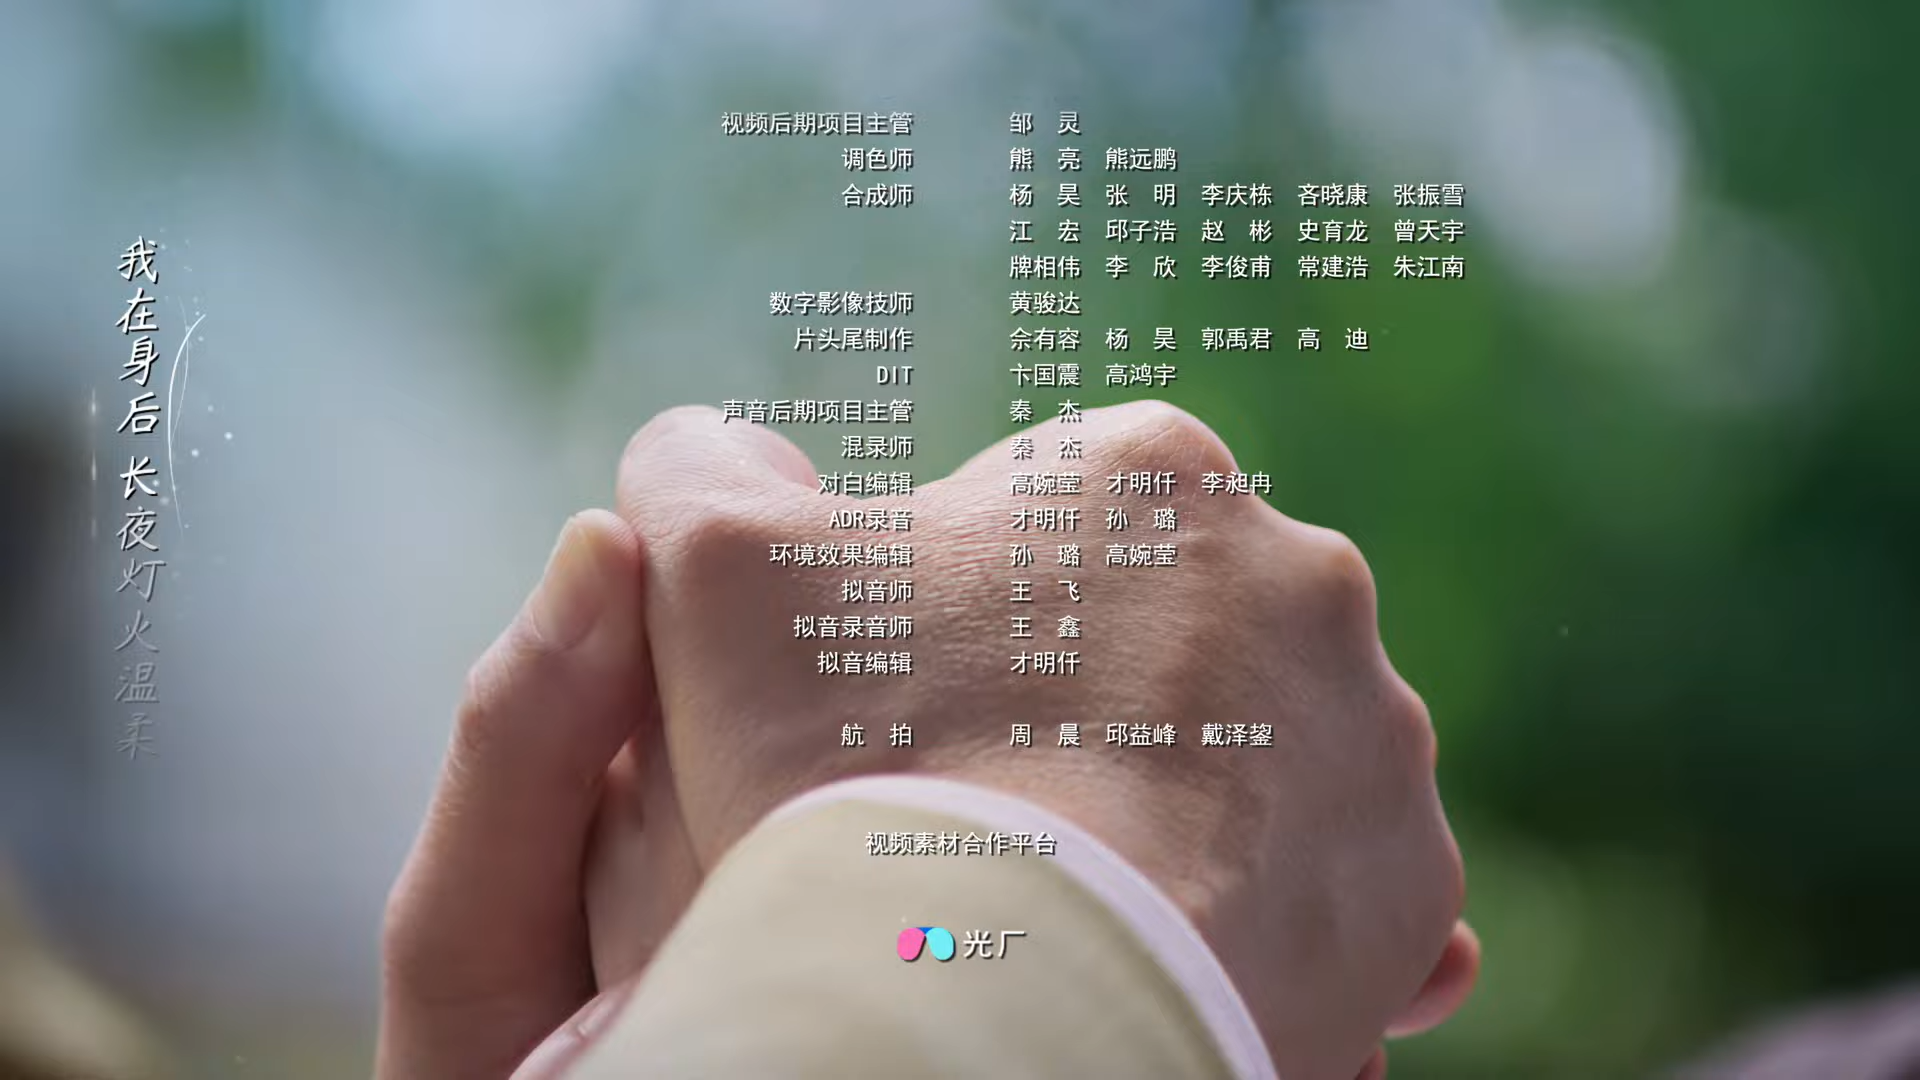 我在身后 长夜灯火温柔
视频后期项目主管 邹 灵
调色师 熊 亮 熊远鹏
合成师 杨 昊 张 明 李庆栋 吝晓康 张振雪
江 宏 邱子浩 赵 彬 史育龙 曾天宇
牌相伟 李 欣 李俊甫 常建浩 朱江南
数字影像技师 黄骏达
片头尾制作 佘有容 杨 昊 郭禹君 高 迪
DIT 卞国震 高鸿宇
声音后期项目主管 秦 杰
混录师 秦 杰
对白编辑 高婉莹 才明仟 李昶冉
ADR录音 才明仟 孙 璐
环境效果编辑 孙 璐 高婉莹
拟音师 王 飞
拟音录音师 王 鑫
拟音编辑 才明仟
航 拍 周 晨 邱益峰 戴泽鋆
视频素材合作平台
光厂